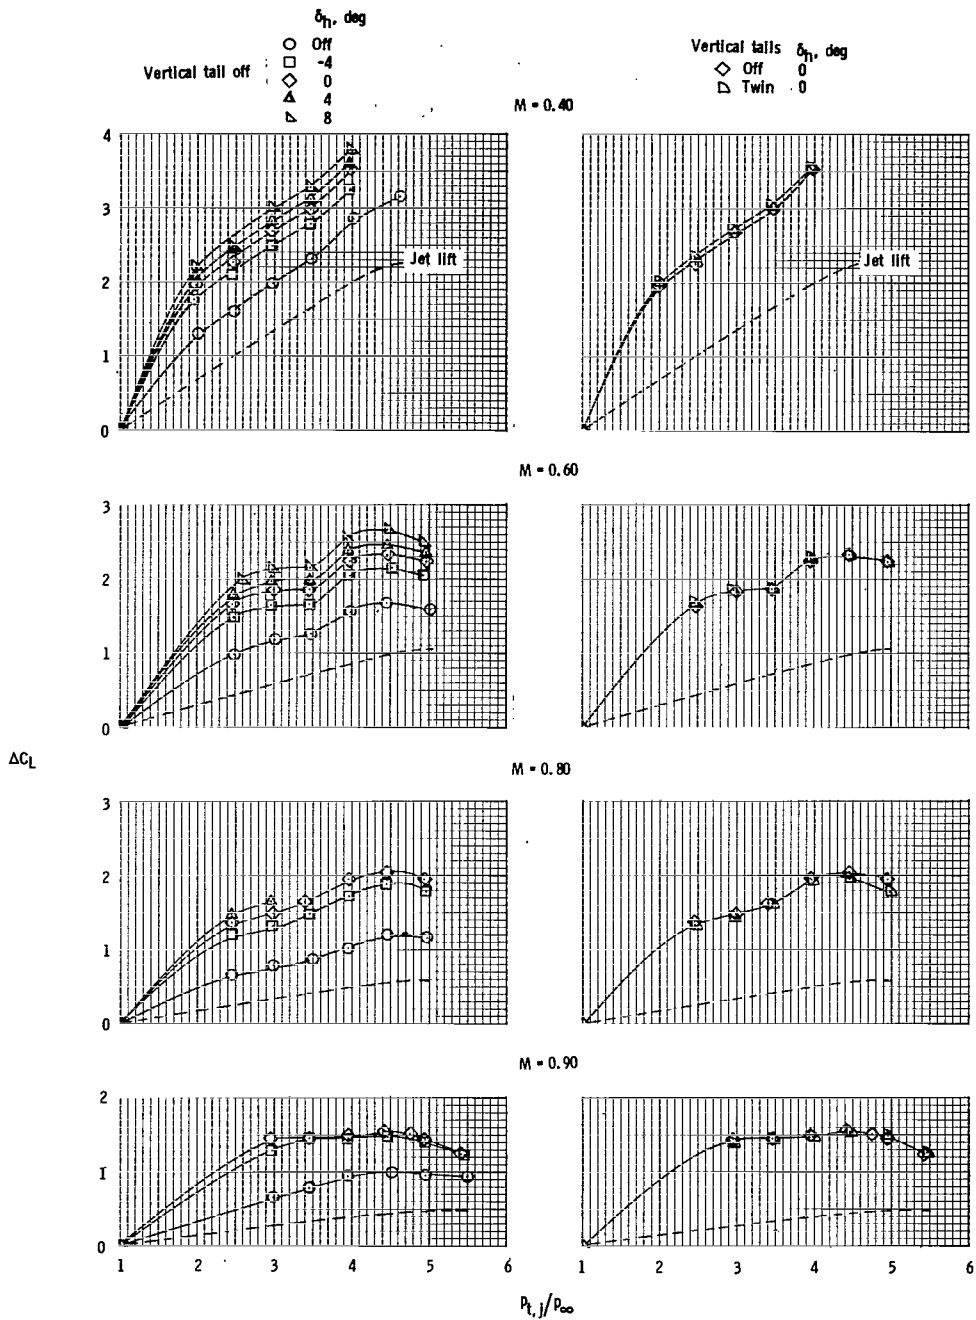 δh, deg
Off
-4
Vertical tail off
0
4
8
Vertical tails δh, deg
Off 0
Twin 0
M = 0.40
4
3
2
1
0
Jet lift
Jet lift
M = 0.60
3
2
1
0
ΔCL
M = 0.80
3
2
1
0
M = 0.90
2
1
0
1 2 3 4 5 6
1 2 3 4 5 6
pt,j/p∞